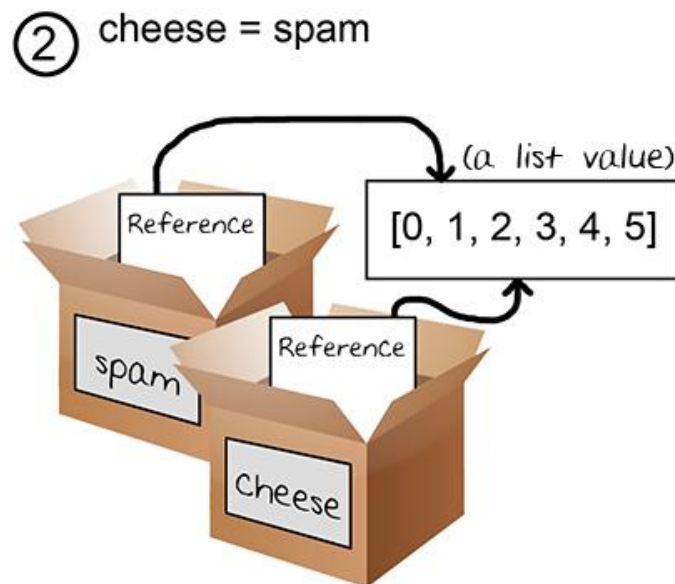 2 cheese = spam
(a list value)
Reference
[0, 1, 2, 3, 4, 5]
Reference
spam
Cheese